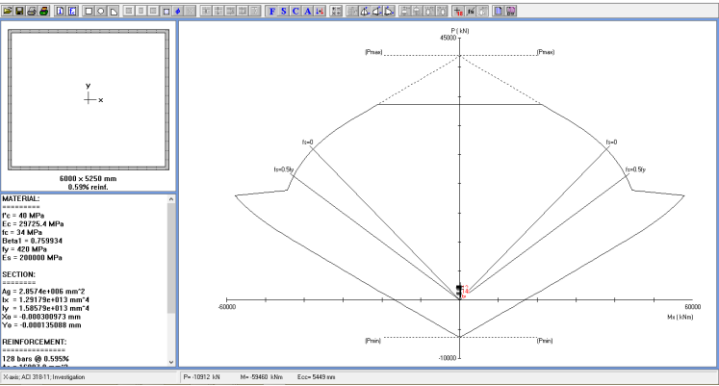 F S C A
y
x
6000 x 5250 mm
0.59% reinf.
MATERIAL:
=========
f'c = 40 MPa
Ec = 29725.4 MPa
fc = 34 MPa
Beta1 = 0.759934
fy = 420 MPa
Es = 200000 MPa
SECTION:
========
Ag = 2.8574e+006 mm^2
Ix = 1.29179e+013 mm^4
Iy = 1.58579e+013 mm^4
Xo = -0.000300973 mm
Yo = -0.000135088 mm
REINFORCEMENT:
==============
128 bars @ 0.595%
P ( kN)
45000
(Pmax)
(Pmax)
fs=0
fs=0
fs=0.5fy
fs=0.5fy
-60000
60000
Mx ( kNm)
(Pmin)
(Pmin)
-10000
X-axis; ACI 318-11; Investigation
P= -10912 kN
M= -59460 kNm
Ecc= 5449 mm